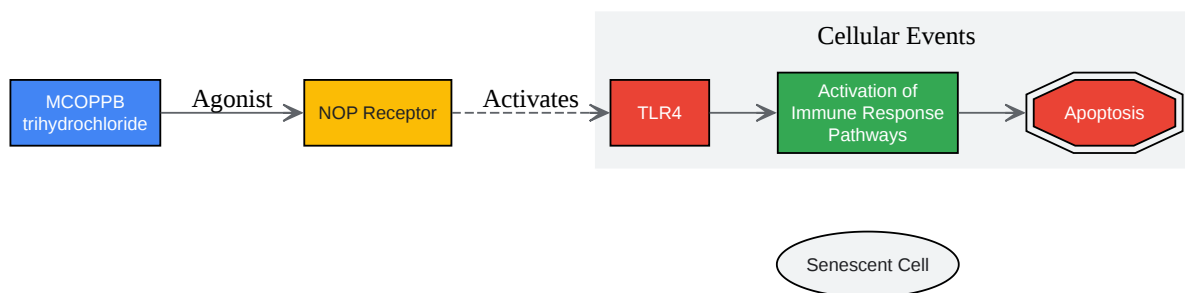 Cellular Events
MCOPPB
trihydrochloride
Agonist
NOP Receptor
Activates
TLR4
Activation of
Immune Response
Pathways
Apoptosis
Senescent Cell